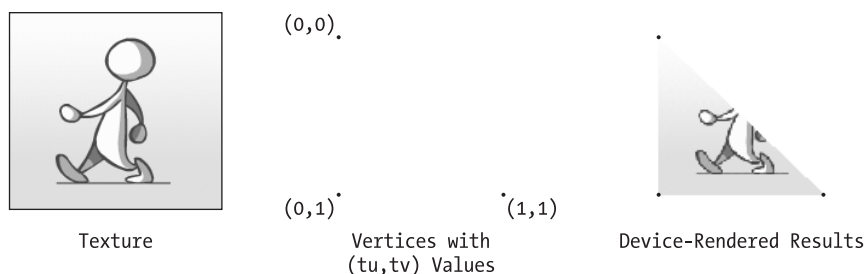 (0,0)
(0,1)
(1,1)
Texture
Vertices with
(tu,tv) Values
Device-Rendered Results